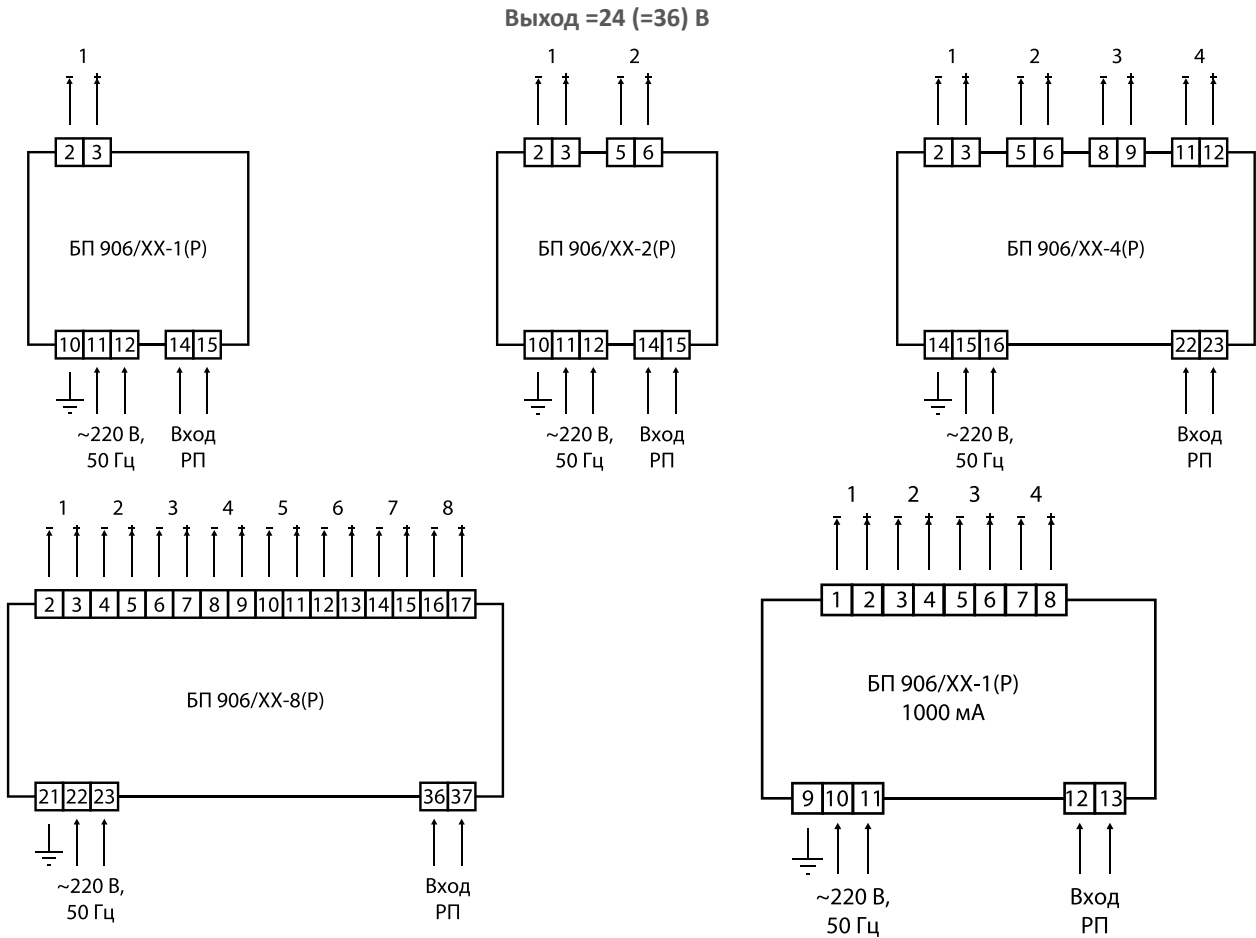 Выход =24 (=36) В
1
– +
2 3
БП 906/ХХ-1(Р)
10 11 12 14 15
~220 В, 50 Гц
Вход РП
1 2
– + – +
2 3 5 6
БП 906/ХХ-2(Р)
10 11 12 14 15
~220 В, 50 Гц
Вход РП
1 2 3 4
– + – + – + – +
2 3 5 6 8 9 11 12
БП 906/ХХ-4(Р)
14 15 16 22 23
~220 В, 50 Гц
Вход РП
1 2 3 4 5 6 7 8
– + – + – + – + – + – + – + – +
2 3 4 5 6 7 8 9 10 11 12 13 14 15 16 17
БП 906/ХХ-8(Р)
21 22 23 36 37
~220 В, 50 Гц
Вход РП
1 2 3 4
– + – + – + – +
1 2 3 4 5 6 7 8
БП 906/ХХ-1(Р)
1000 мА
9 10 11 12 13
~220 В, 50 Гц
Вход РП